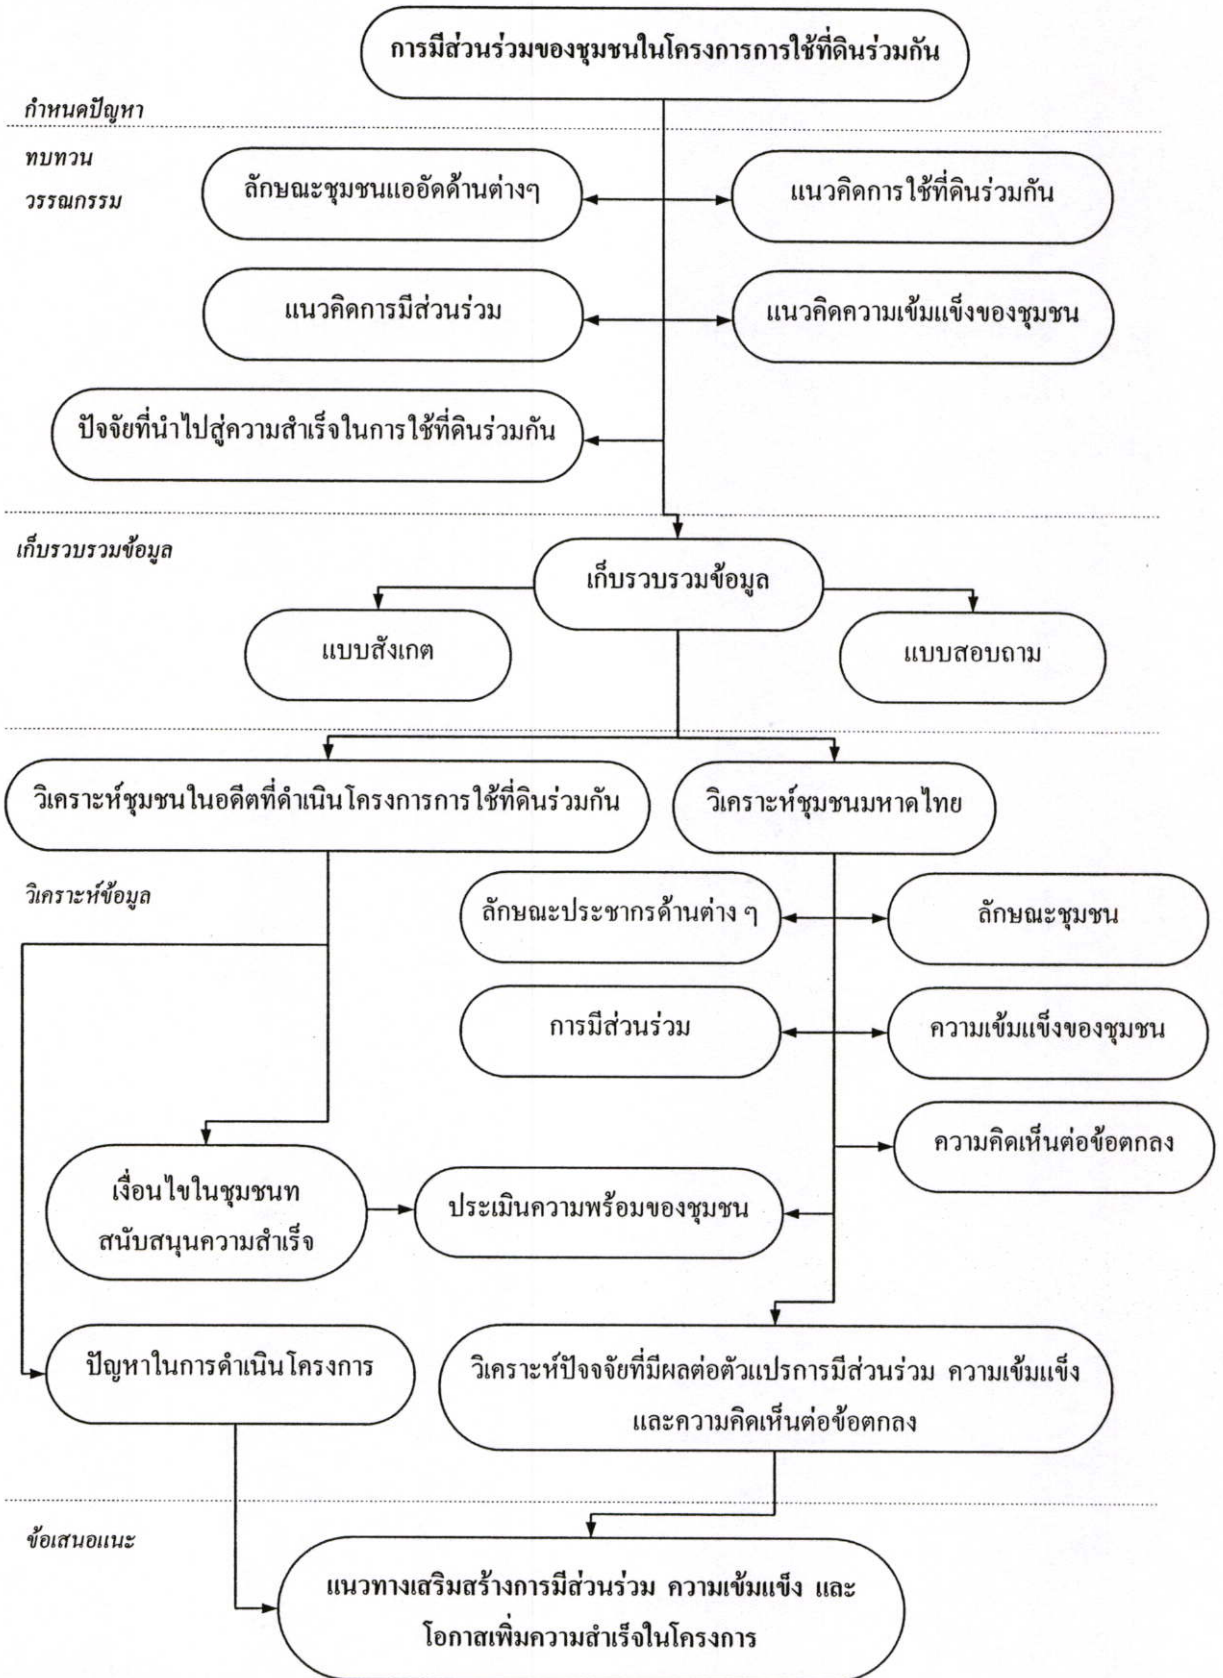 การมีส่วนร่วมของชุมชนในโครงการการใช้ที่ดินร่วมกัน
กำหนดปัญหา
ทบทวน
วรรณกรรม
ลักษณะชุมชนแออัดด้านต่างๆ
แนวคิดการใช้ที่ดินร่วมกัน
แนวคิดการมีส่วนร่วม
แนวคิดความเข้มแข็งของชุมชน
ปัจจัยที่นำไปสู่ความสำเร็จในการใช้ที่ดินร่วมกัน
เก็บรวบรวมข้อมูล
เก็บรวบรวมข้อมูล
แบบสังเกต
แบบสอบถาม
วิเคราะห์ชุมชนในอดีตที่ดำเนินโครงการการใช้ที่ดินร่วมกัน
วิเคราะห์ชุมชนมหาดไทย
วิเคราะห์ข้อมูล
ลักษณะประชากรด้านต่าง ๆ
ลักษณะชุมชน
การมีส่วนร่วม
ความเข้มแข็งของชุมชน
ความคิดเห็นต่อข้อตกลง
เงื่อนไขในชุมชนท
สนับสนุนความสำเร็จ
ประเมินความพร้อมของชุมชน
ปัญหาในการดำเนินโครงการ
วิเคราะห์ปัจจจัยที่มีผลต่อตัวแปรการมีส่วนร่วม ความเข้มแข็ง
และความคิดเห็นต่อข้อตกลง
ข้อเสนอแนะ
แนวทางเสริมสร้างการมีส่วนร่วม ความเข้มแข็ง และ
โอกาสเพิ่มความสำเร็จในโครงการ